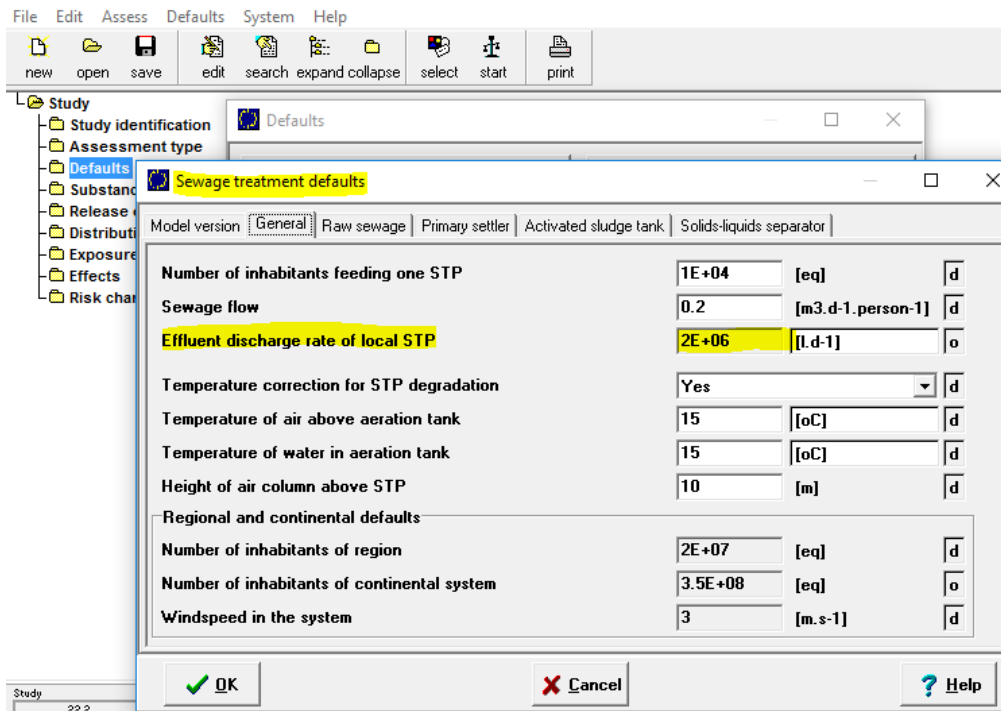 File Edit Assess Defaults System Help
new open save edit search expand collapse select start print
Study
Study identification
Defaults
Assessment type
Defaults
Substanc
Sewage treatment defaults
Release
Model version General Raw sewage Primary settler Activated sludge tank Solids-liquids separator
Distributi
Exposure
Number of inhabitants feeding one STP 1E+04 [eq] d
Effects
Risk char
Sewage flow 0.2 [m3.d-1.person-1] d
Effluent discharge rate of local STP 2E+06 [l.d-1] o
Temperature correction for STP degradation Yes d
Temperature of air above aeration tank 15 [oC] d
Temperature of water in aeration tank 15 [oC] d
Height of air column above STP 10 [m] d
Regional and continental defaults
Number of inhabitants of region 2E+07 [eq] d
Number of inhabitants of continental system 3.5E+08 [eq] o
Windspeed in the system 3 [m.s-1] d
OK Cancel ? Help
Study